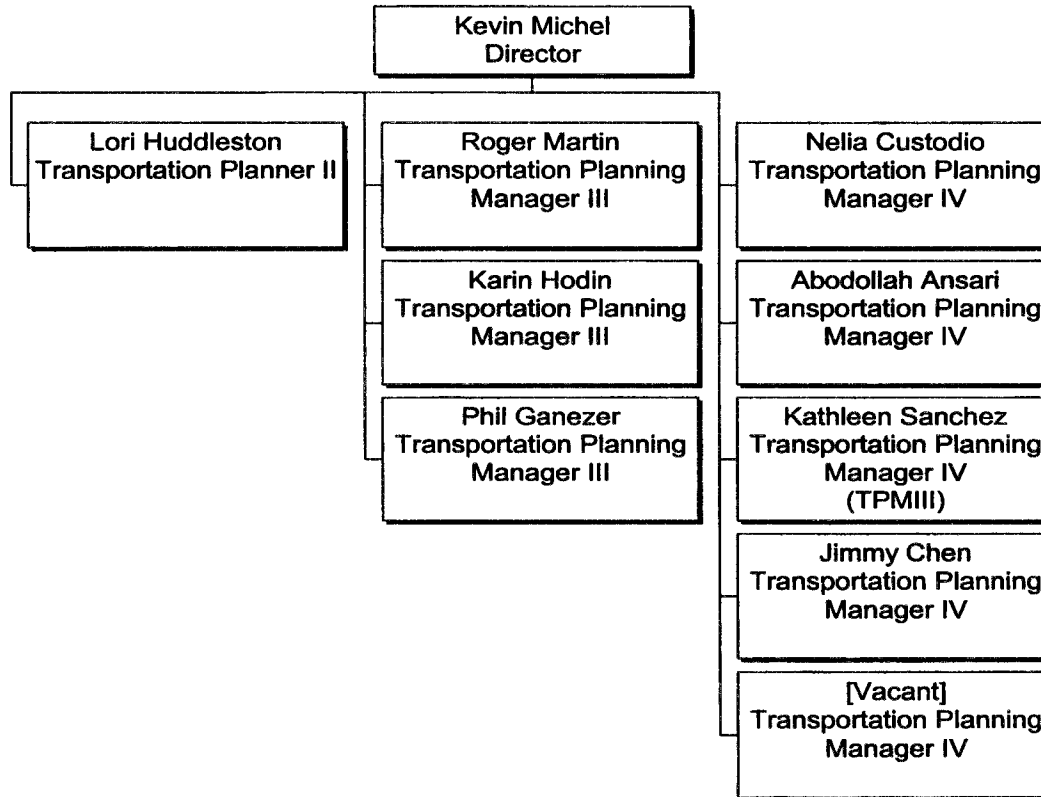 Kevin Michel
Director
Lori Huddleston
Transportation Planner II
Roger Martin
Transportation Planning
Manager III
Karin Hodin
Transportation Planning
Manager III
Phil Ganezer
Transportation Planning
Manager III
Nelia Custodio
Transportation Planning
Manager IV
Abodollah Ansari
Transportation Planning
Manager IV
Kathleen Sanchez
Transportation Planning
Manager IV
(TPMIII)
Jimmy Chen
Transportation Planning
Manager IV
[Vacant]
Transportation Planning
Manager IV